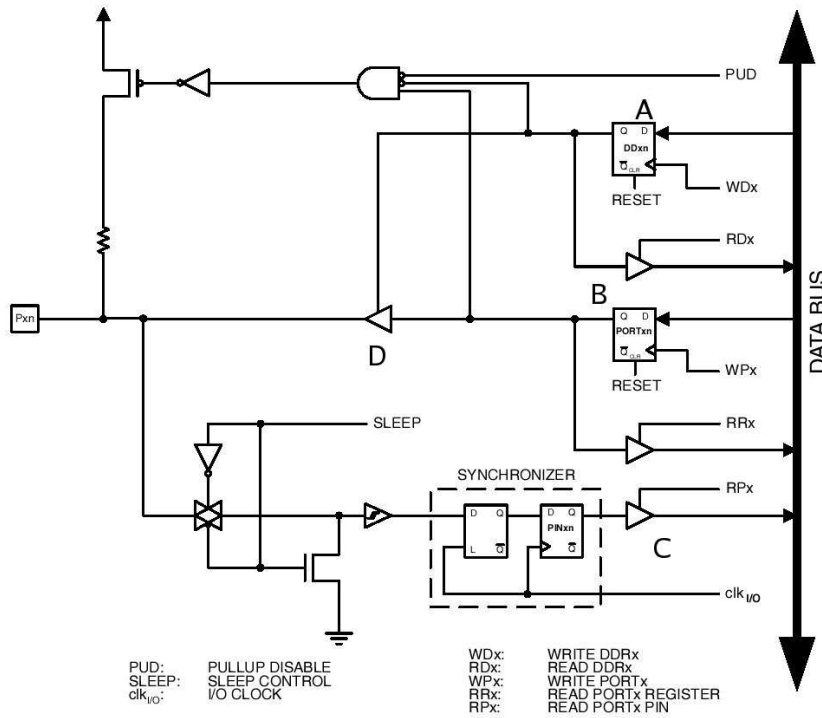 PUD
A
Q D
DDxn
Q CLR
WDx
RESET
RDx
B
Pxn
Q D
PORTxn
Q CLR
D
WPx
RESET
DATA BUS
SLEEP
RRx
SYNCHRONIZER
RPx
D Q
D Q
PINxn
L Q
Q
C
clk I/O
PUD: PULLUP DISABLE
SLEEP: SLEEP CONTROL
clkI/O: I/O CLOCK
WDx: WRITE DDRx
RDx: READ DDRx
WPx: WRITE PORTx
RRx: READ PORTx REGISTER
RPx: READ PORTx PIN